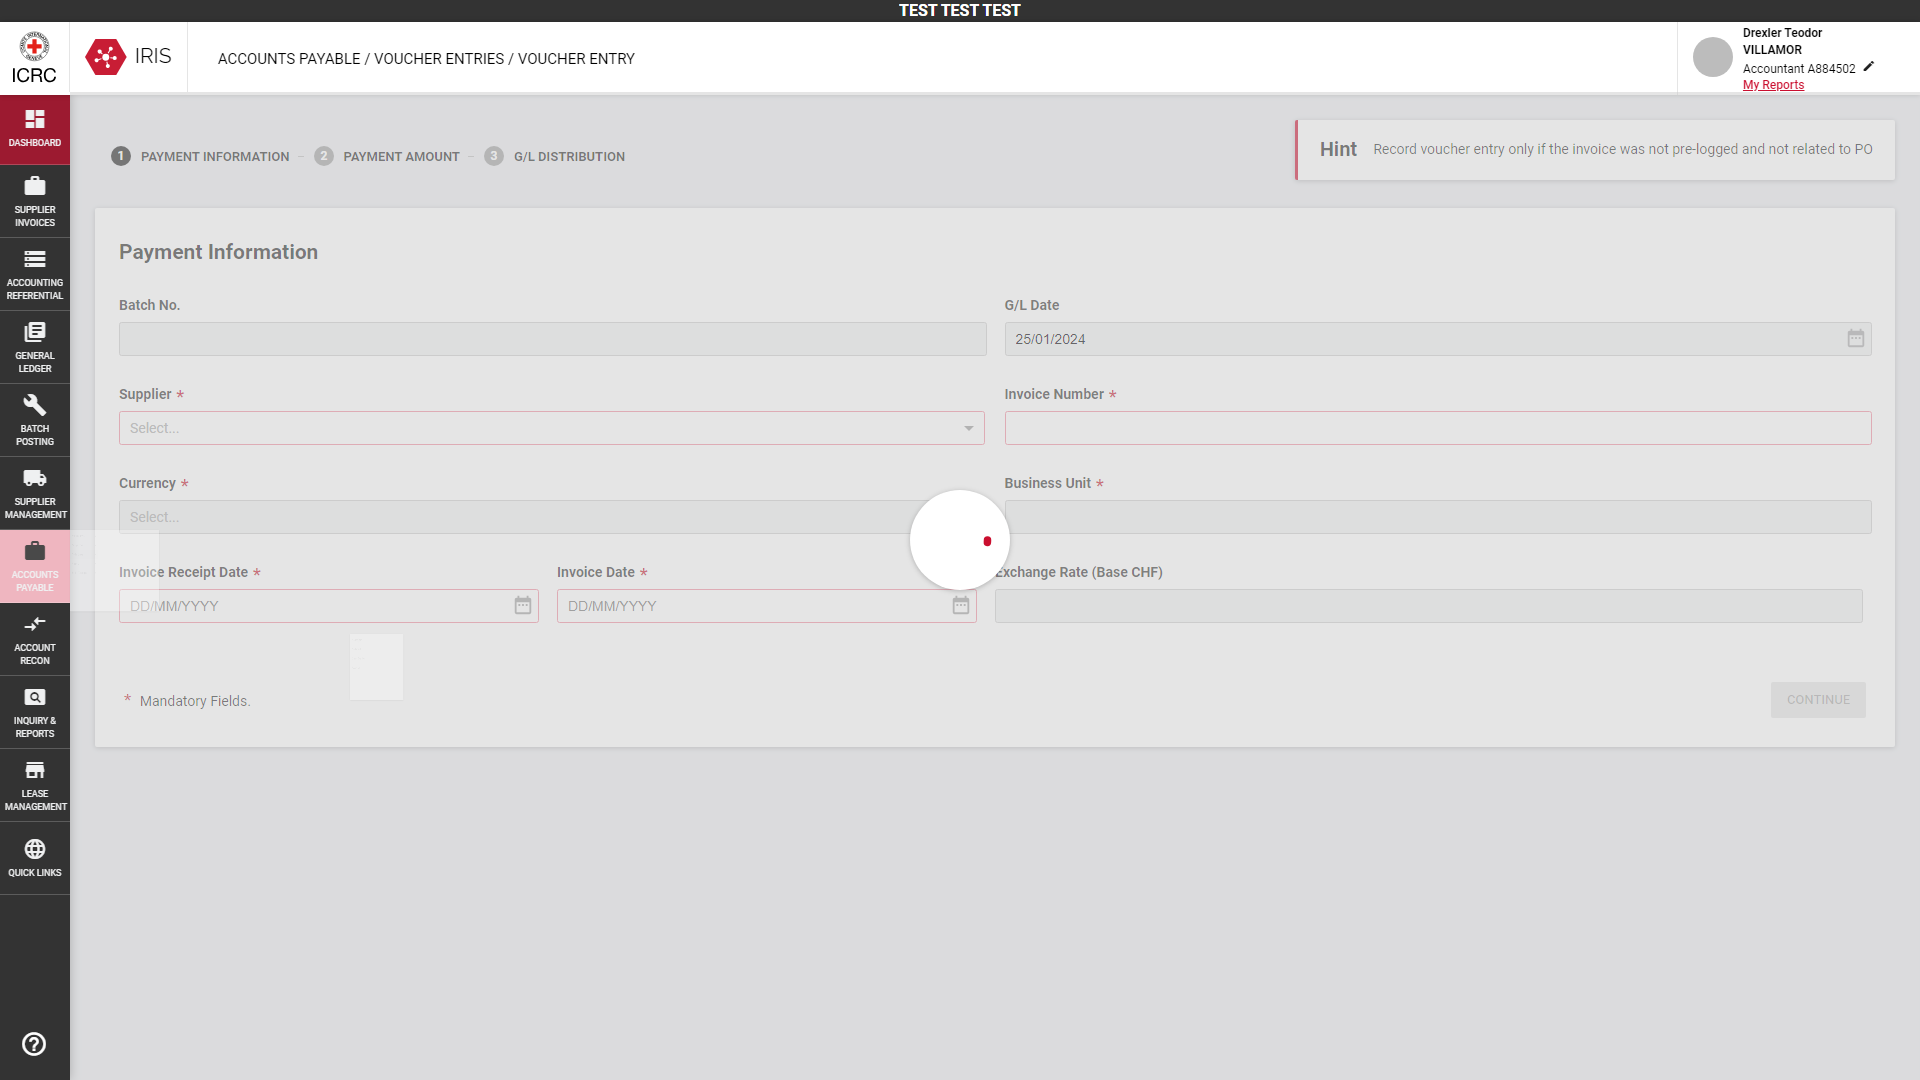 TEST TEST TEST
ICRC
IRIS
ACCOUNTS PAYABLE / VOUCHER ENTRIES / VOUCHER ENTRY
Drexler Teodor
VILLAMOR
Accountant A884502
My Reports
DASHBOARD
SUPPLIER
INVOICES
ACCOUNTING
REFERENTIAL
GENERAL
LEDGER
BATCH
POSTING
SUPPLIER
MANAGEMENT
ACCOUNTS
PAYABLE
ACCOUNT
RECON
INQUIRY &
REPORTS
LEASE
MANAGEMENT
QUICK LINKS
1 PAYMENT INFORMATION
2 PAYMENT AMOUNT
3 G/L DISTRIBUTION
Hint Record voucher entry only if the invoice was not pre-logged and not related to PO
Payment Information
Batch No.
G/L Date
25/01/2024
Supplier *
Invoice Number *
Select...
Currency *
Business Unit *
Select...
Invoice Receipt Date *
Invoice Date *
Exchange Rate (Base CHF)
DD/MM/YYYY
DD/MM/YYYY
* Mandatory Fields.
CONTINUE